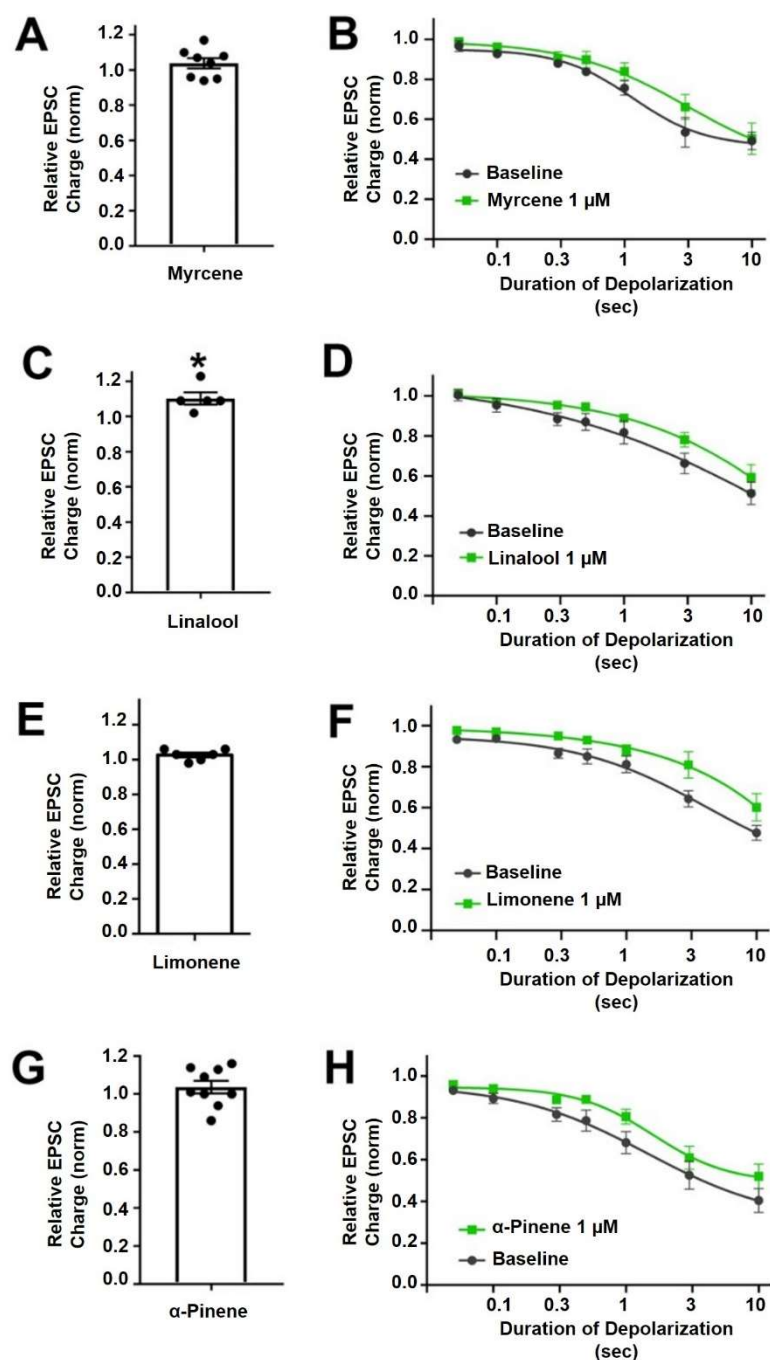 A
Relative EPSC
Charge (norm)
1.2
1.0
0.8
0.6
0.4
0.2
0.0
Myrcene
B
Relative EPSC
Charge (norm)
1.0
0.8
0.6
0.4
0.2
0.0
Baseline
Myrcene 1 µM
0.1 0.3 1 3 10
Duration of Depolarization
(sec)
C
Relative EPSC
Charge (norm)
*
1.2
1.0
0.8
0.6
0.4
0.2
0.0
Linalool
D
Relative EPSC
Charge (norm)
1.0
0.8
0.6
0.4
0.2
0.0
Baseline
Linalool 1 µM
0.1 0.3 1 3 10
Duration of Depolarization
(sec)
E
Relative EPSC
Charge (norm)
1.2
1.0
0.8
0.6
0.4
0.2
0.0
Limonene
F
Relative EPSC
Charge (norm)
1.0
0.8
0.6
0.4
0.2
0.0
Baseline
Limonene 1 µM
0.1 0.3 1 3 10
Duration of Depolarization
(sec)
G
Relative EPSC
Charge (norm)
1.2
1.0
0.8
0.6
0.4
0.2
0.0
α-Pinene
H
Relative EPSC
Charge (norm)
1.0
0.8
0.6
0.4
0.2
0.0
α-Pinene 1 µM
Baseline
0.1 0.3 1 3 10
Duration of Depolarization
(sec)